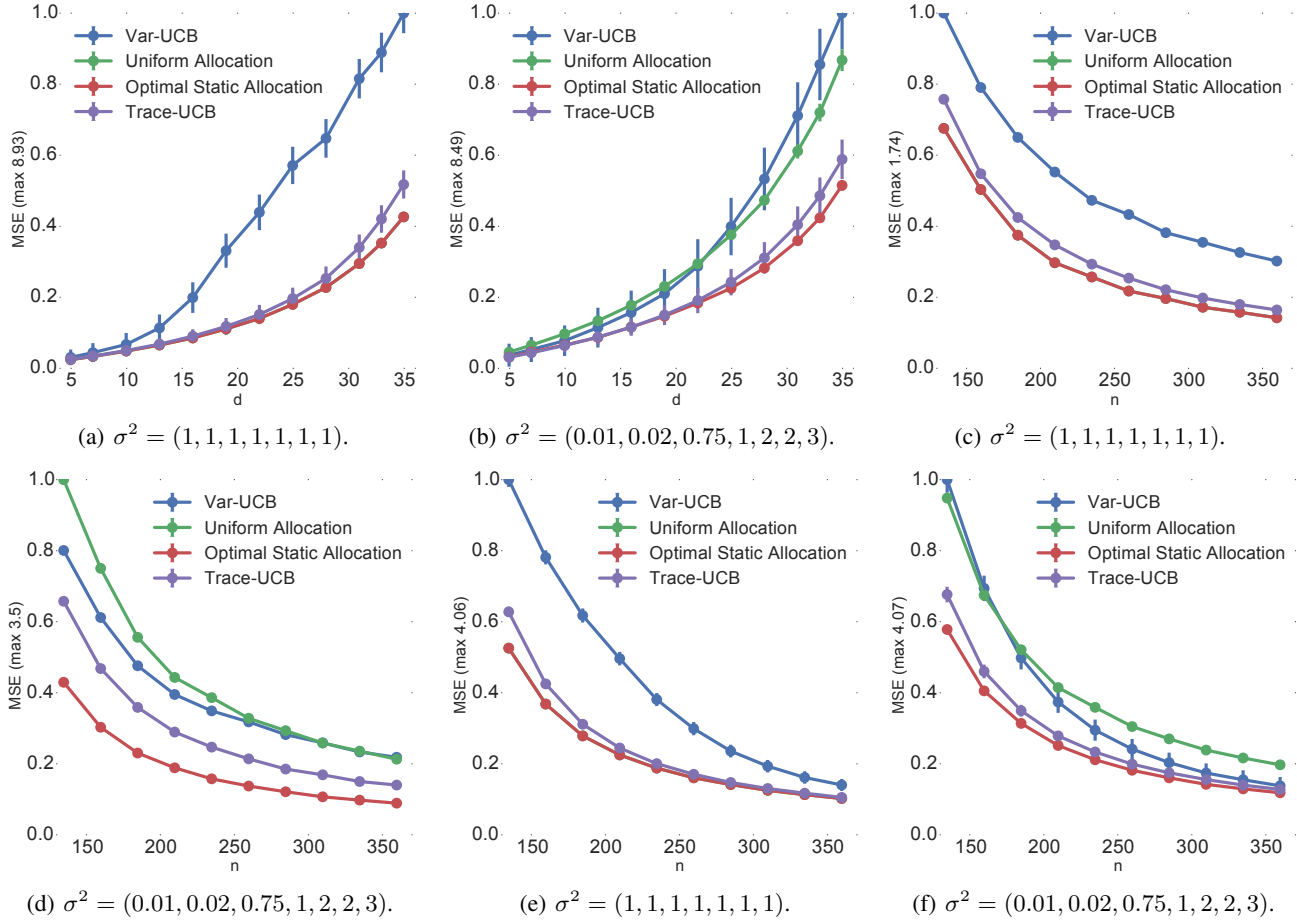 1.0
0.8
0.6
0.4
0.2
0.0
MSE (max 8.93)
Var-UCB
Uniform Allocation
Optimal Static Allocation
Trace-UCB
5 10 15 20 25 30 35
d
(a) σ² = (1, 1, 1, 1, 1, 1, 1).
1.0
0.8
0.6
0.4
0.2
0.0
MSE (max 8.49)
Var-UCB
Uniform Allocation
Optimal Static Allocation
Trace-UCB
5 10 15 20 25 30 35
d
(b) σ² = (0.01, 0.02, 0.75, 1, 2, 2, 3).
1.0
0.8
0.6
0.4
0.2
0.0
MSE (max 1.74)
Var-UCB
Uniform Allocation
Optimal Static Allocation
Trace-UCB
150 200 250 300 350
n
(c) σ² = (1, 1, 1, 1, 1, 1, 1).
1.0
0.8
0.6
0.4
0.2
0.0
MSE (max 3.5)
Var-UCB
Uniform Allocation
Optimal Static Allocation
Trace-UCB
150 200 250 300 350
n
(d) σ² = (0.01, 0.02, 0.75, 1, 2, 2, 3).
1.0
0.8
0.6
0.4
0.2
0.0
MSE (max 4.06)
Var-UCB
Uniform Allocation
Optimal Static Allocation
Trace-UCB
150 200 250 300 350
n
(e) σ² = (1, 1, 1, 1, 1, 1, 1).
1.0
0.8
0.6
0.4
0.2
0.0
MSE (max 4.07)
Var-UCB
Uniform Allocation
Optimal Static Allocation
Trace-UCB
150 200 250 300 350
n
(f) σ² = (0.01, 0.02, 0.75, 1, 2, 2, 3).